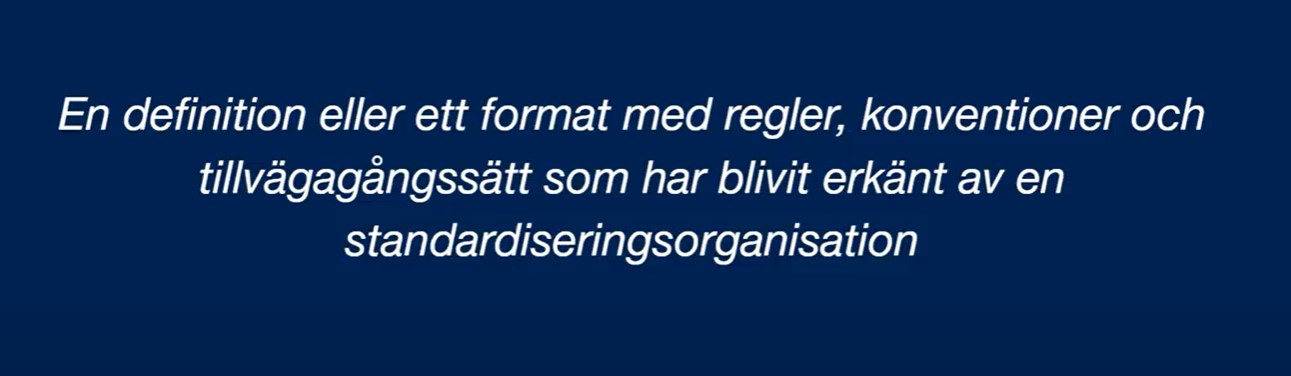 En definition eller ett format med regler, konventioner och
tillvägagångssätt som har blivit erkänt av en
standardiseringsorganisation